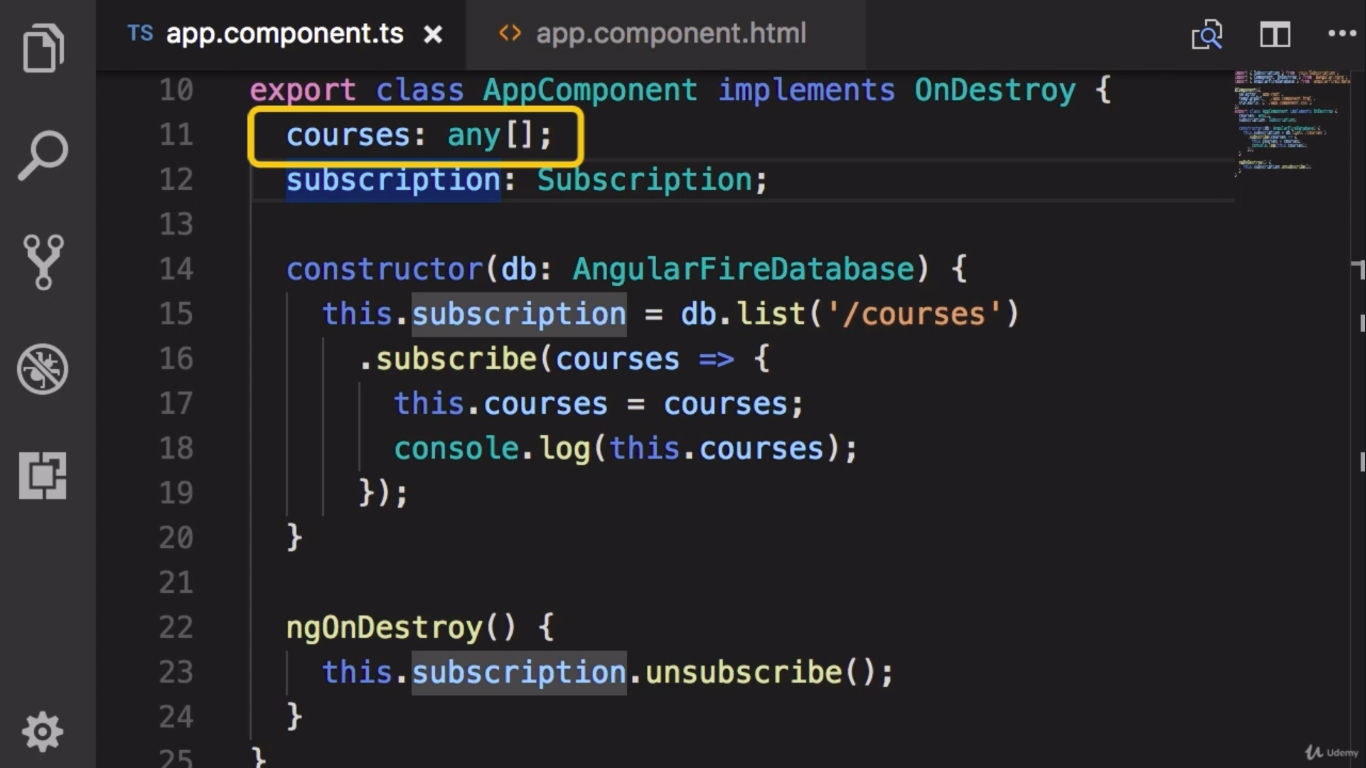 TS app.component.ts × <> app.component.html
10 export class AppComponent implements OnDestroy {
11 courses: any[];
12 subscription: Subscription;
13
14 constructor(db: AngularFireDatabase) {
15 this.subscription = db.list('/courses')
16 .subscribe(courses => {
17 this.courses = courses;
18 console.log(this.courses);
19 });
20 }
21
22 ngOnDestroy() {
23 this.subscription.unsubscribe();
24 }
25 }
Udemy